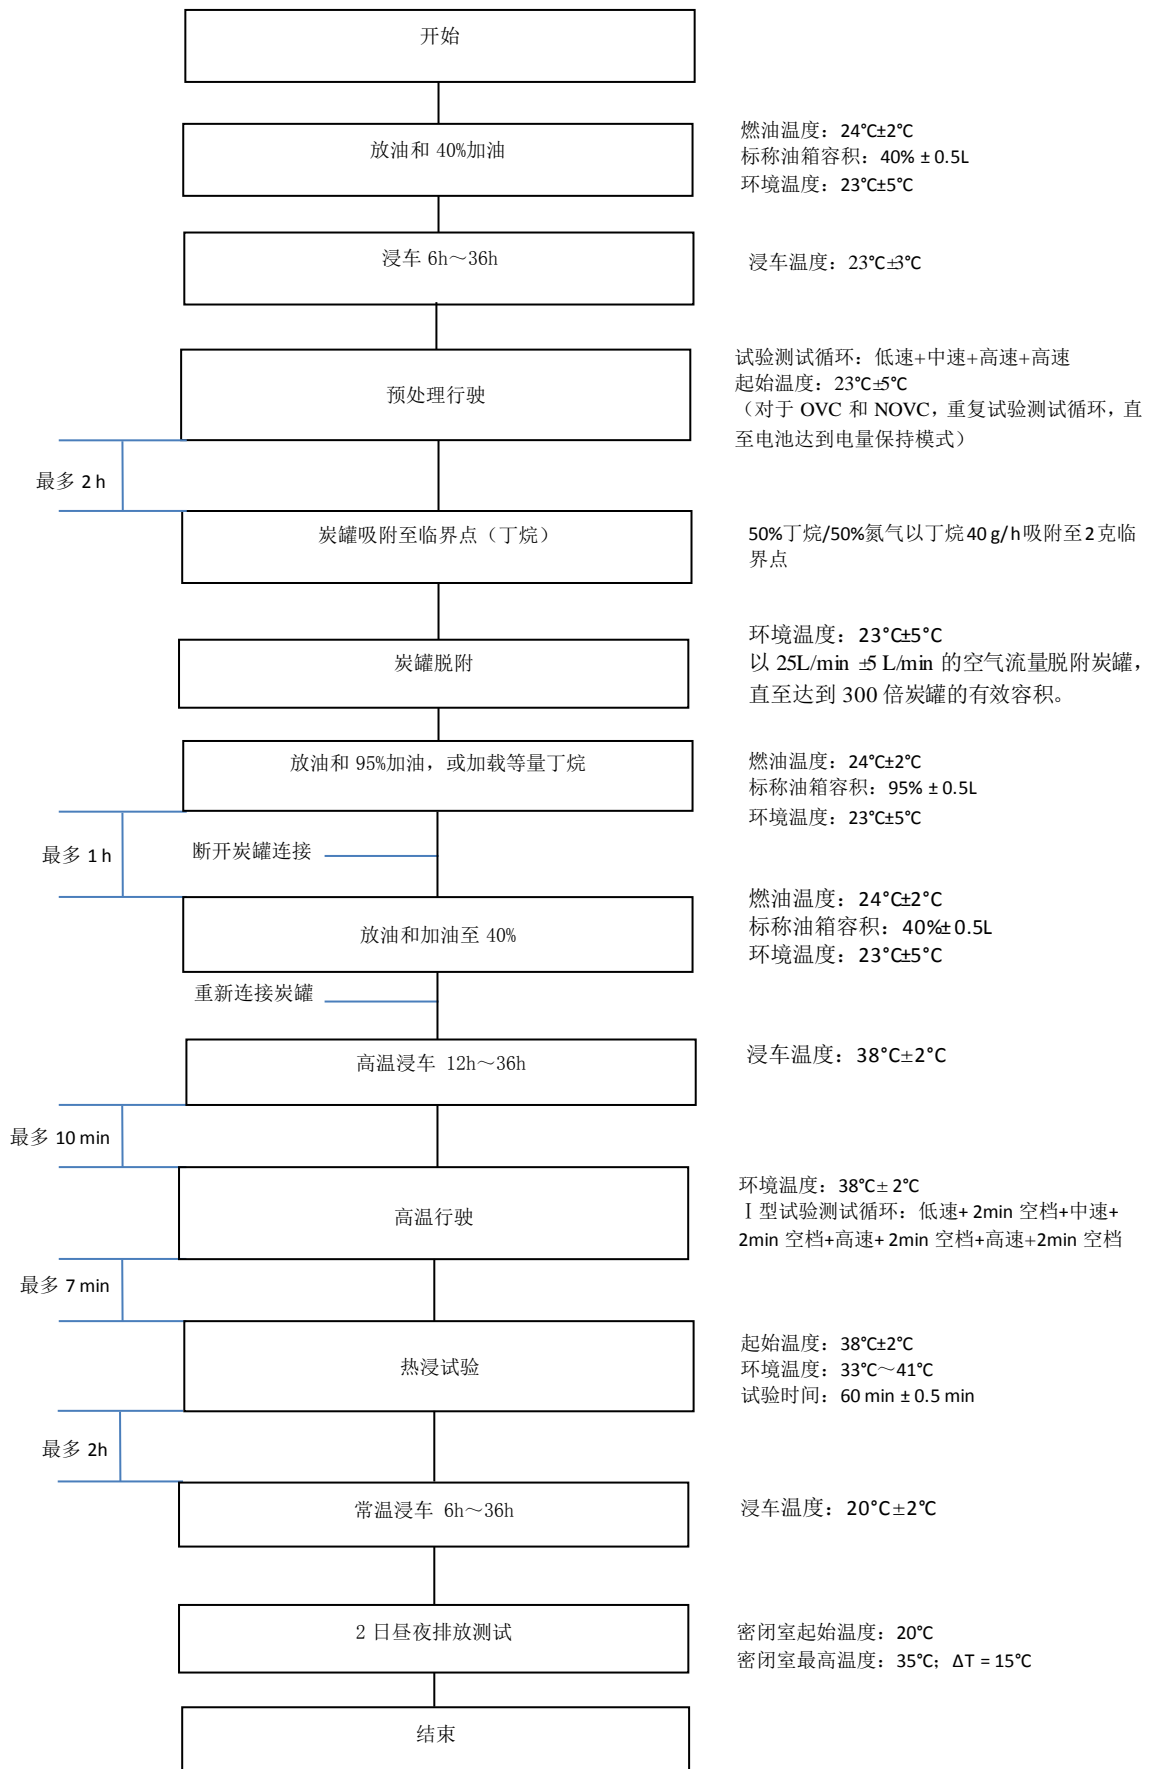 开始
放油和 40%加油
燃油温度：24℃±2℃
标称油箱容积：40% ± 0.5L
环境温度：23℃±5℃
浸车 6h～36h
浸车温度：23℃±3℃
预处理行驶
试验测试循环：低速+中速+高速+高速
起始温度：23℃±5℃
（对于 OVC 和 NOVC，重复试验测试循环，直
至电池达到电量保持模式）
最多 2 h
炭罐吸附至临界点（丁烷）
50%丁烷/50%氮气以丁烷 40 g/h 吸附至 2 克临
界点
炭罐脱附
环境温度：23°C±5°C
以 25L/min ±5 L/min 的空气流量脱附炭罐，
直至达到 300 倍炭罐的有效容积。
放油和 95%加油，或加载等量丁烷
燃油温度：24℃±2℃
标称油箱容积：95% ± 0.5L
环境温度：23℃±5℃
最多 1 h
断开炭罐连接
放油和加油至 40%
燃油温度：24°C±2°C
标称油箱容积：40%± 0.5L
环境温度：23°C±5°C
重新连接炭罐
高温浸车 12h～36h
浸车温度：38°C±2°C
最多 10 min
高温行驶
环境温度：38℃± 2℃
Ⅰ型试验测试循环：低速+ 2min 空档+中速+
2min 空档+高速+ 2min 空档+高速+2min 空档
最多 7 min
热浸试验
起始温度：38℃±2℃
环境温度：33℃～41℃
试验时间：60 min ± 0.5 min
最多 2h
常温浸车 6h～36h
浸车温度：20°C±2℃
2 日昼夜排放测试
密闭室起始温度：20℃
密闭室最高温度：35℃；ΔT = 15℃
结束